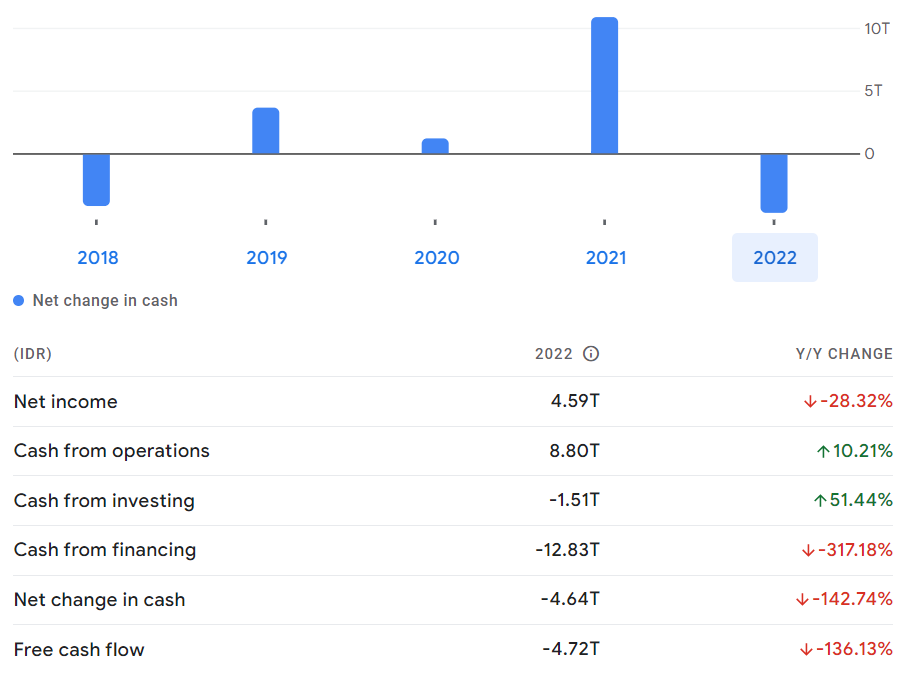 10T
5T
0
2018 2019 2020 2021 2022
Net change in cash
(IDR) 2022 Y/Y CHANGE
Net income 4.59T ↓-28.32%
Cash from operations 8.80T ↑10.21%
Cash from investing -1.51T ↑51.44%
Cash from financing -12.83T ↓-317.18%
Net change in cash -4.64T ↓-142.74%
Free cash flow -4.72T ↓-136.13%